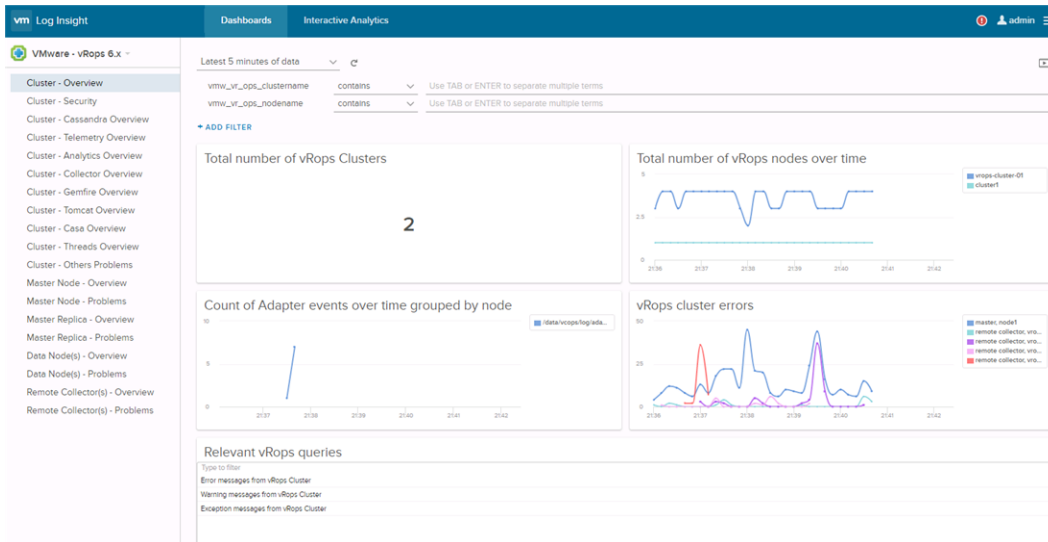 vm Log Insight
Dashboards
Interactive Analytics
admin
VMware - vRops 6.x
Cluster - Overview
Cluster - Security
Cluster - Cassandra Overview
Cluster - Telemetry Overview
Cluster - Analytics Overview
Cluster - Collector Overview
Cluster - Gemfire Overview
Cluster - Tomcat Overview
Cluster - Casa Overview
Cluster - Threads Overview
Cluster - Others Problems
Master Node - Overview
Master Node - Problems
Master Replica - Overview
Master Replica - Problems
Data Node(s) - Overview
Data Node(s) - Problems
Remote Collector(s) - Overview
Remote Collector(s) - Problems
Latest 5 minutes of data
vmw_vr_ops_clustername contains Use TAB or ENTER to separate multiple terms
vmw_vr_ops_nodename contains Use TAB or ENTER to separate multiple terms
+ ADD FILTER
Total number of vRops Clusters
2
Total number of vRops nodes over time
5
2.5
0
21:36 21:37 21:38 21:39 21:40 21:41 21:42
vrops-cluster-01
cluster1
Count of Adapter events over time grouped by node
10
5
0
21:37 21:38 21:39 21:40 21:41 21:42
/data/vcops/log/ada...
vRops cluster errors
50
25
0
21:36 21:37 21:38 21:39 21:40 21:41 21:42
master, node1
remote collector, vro...
remote collector, vro...
remote collector, vro...
remote collector, vro...
Relevant vRops queries
Type to filter
Error messages from vRops Cluster
Warning messages from vRops Cluster
Exception messages from vRops Cluster